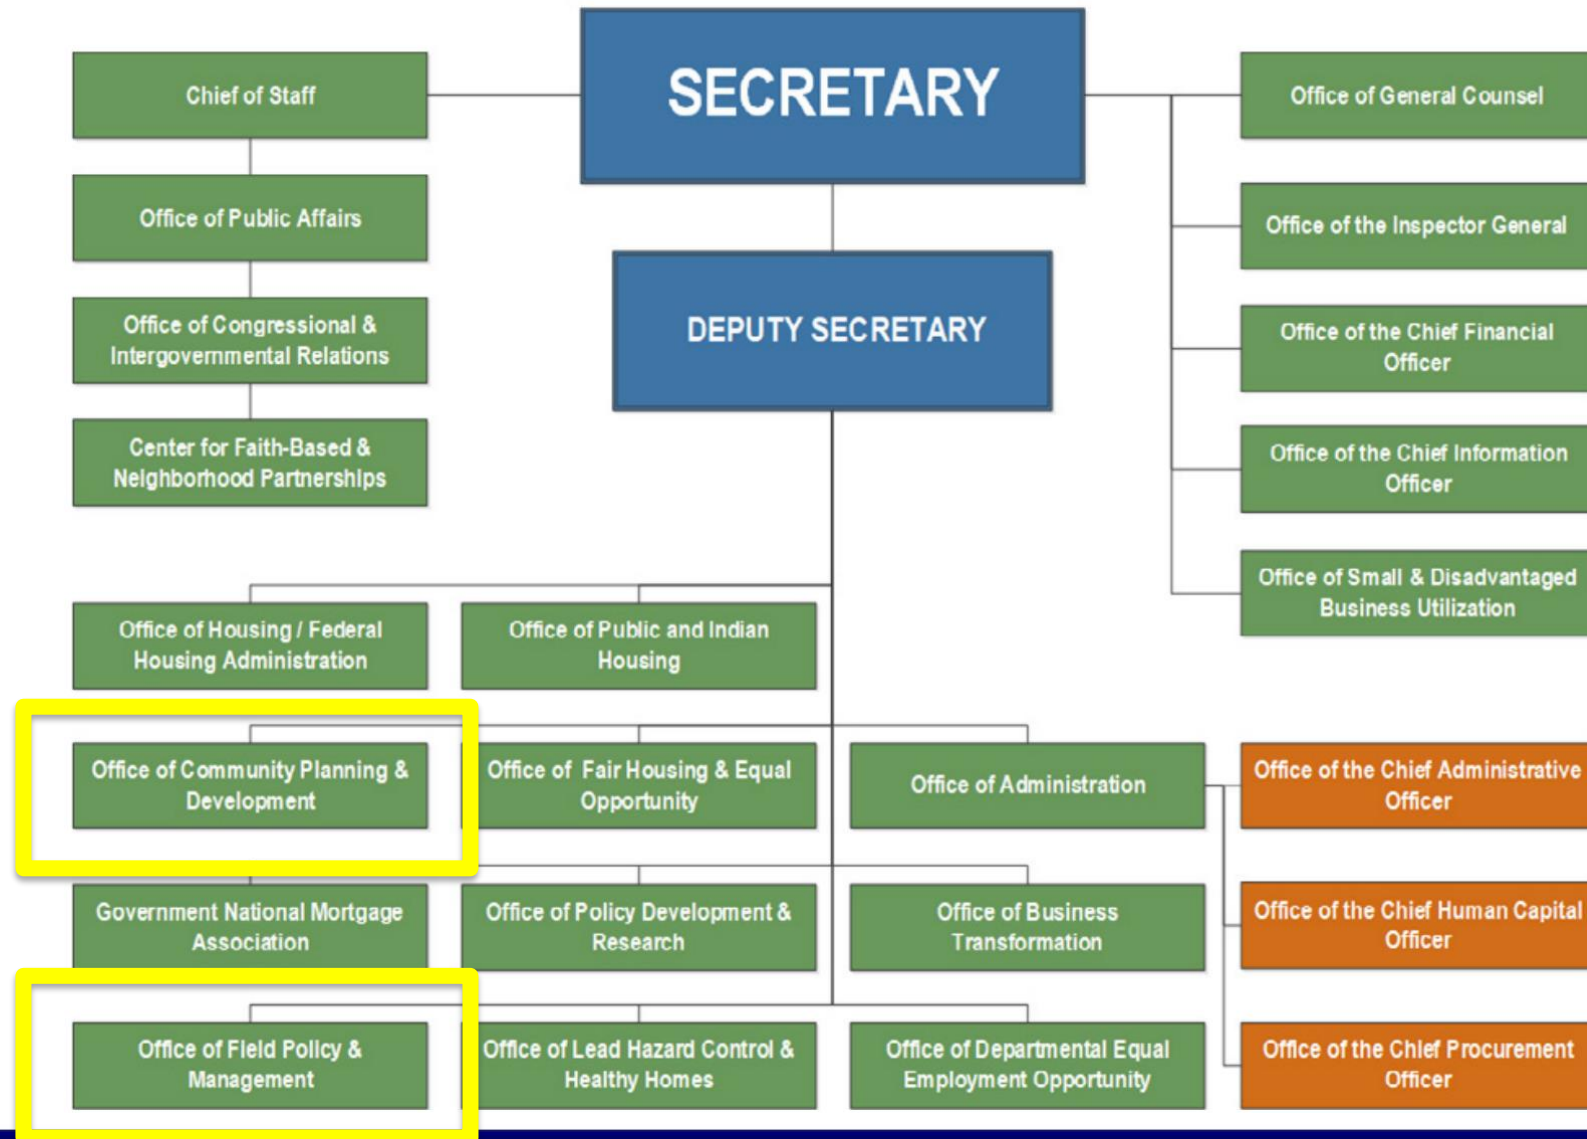 SECRETARY
Chief of Staff
Office of Public Affairs
Office of Congressional &
Intergovernmental Relations
Center for Faith-Based &
Neighborhood Partnerships
DEPUTY SECRETARY
Office of General Counsel
Office of the Inspector General
Office of the Chief Financial
Officer
Office of the Chief Information
Officer
Office of Small & Disadvantaged
Business Utilization
Office of Housing / Federal
Housing Administration
Office of Public and Indian
Housing
Office of Community Planning &
Development
Office of Fair Housing & Equal
Opportunity
Office of Administration
Office of the Chief Administrative
Officer
Government National Mortgage
Association
Office of Policy Development &
Research
Office of Business
Transformation
Office of the Chief Human Capital
Officer
Office of Field Policy &
Management
Office of Lead Hazard Control &
Healthy Homes
Office of Departmental Equal
Employment Opportunity
Office of the Chief Procurement
Officer